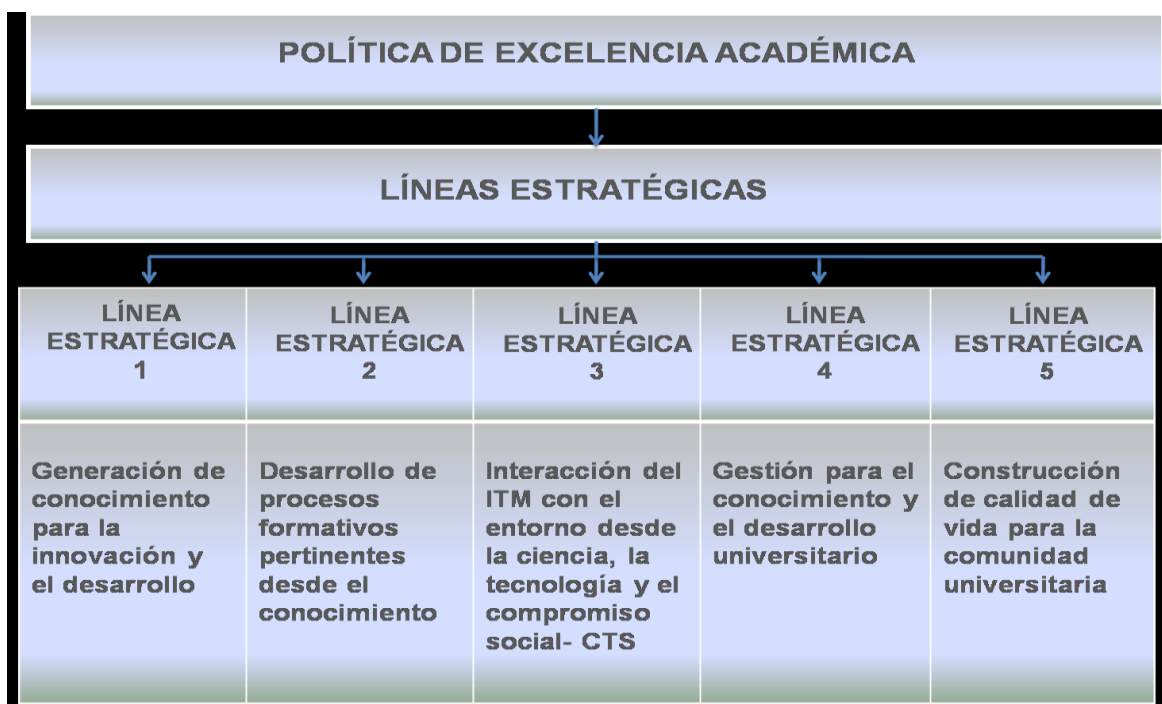 POLÍTICA DE EXCELENCIA ACADÉMICA
LÍNEAS ESTRATÉGICAS
LÍNEA
ESTRATÉGICA
1
LÍNEA
ESTRATÉGICA
2
LÍNEA
ESTRATÉGICA
3
LÍNEA
ESTRATÉGICA
4
LÍNEA
ESTRATÉGICA
5
Generación de
conocimiento
para la
innovación y
el desarrollo
Desarrollo de
procesos
formativos
pertinentes
desde el
conocimiento
Interacción del
ITM con el
entorno desde
la ciencia, la
tecnología y el
compromiso
social- CTS
Gestión para el
conocimiento y
el desarrollo
universitario
Construcción
de calidad de
vida para la
comunidad
universitaria